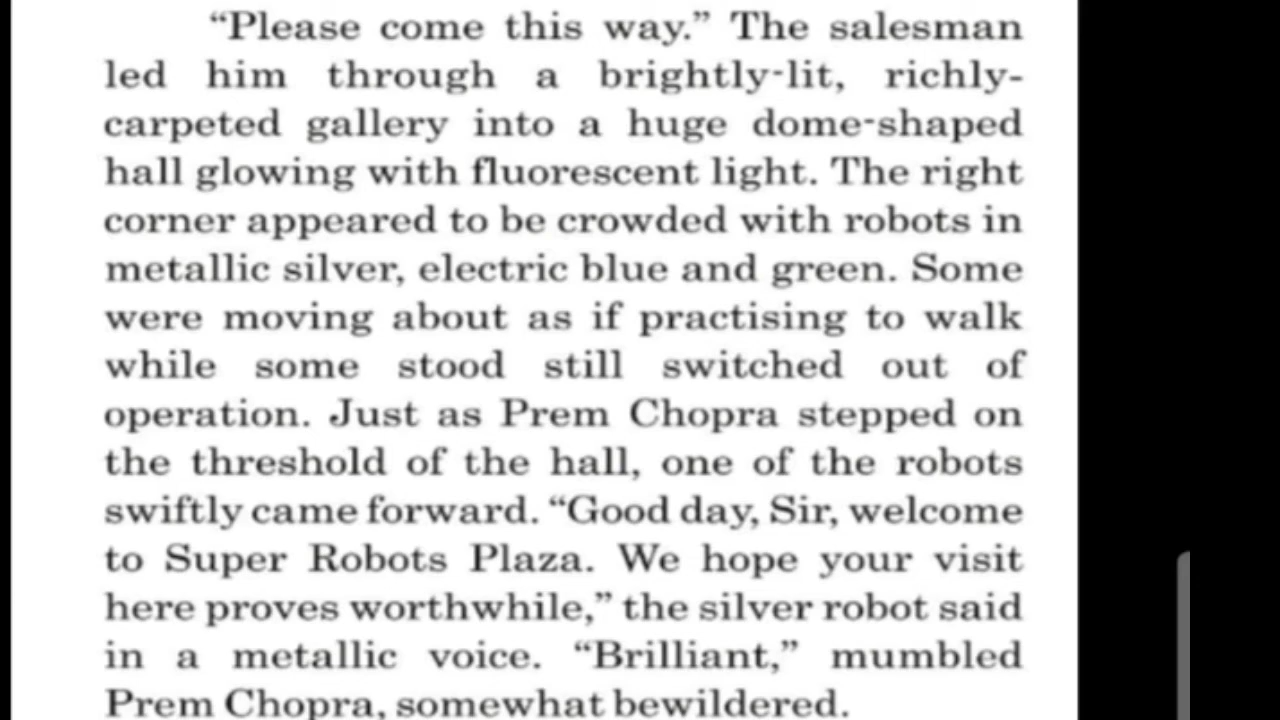 “Please come this way.” The salesman
led him through a brightly-lit, richly-
carpeted gallery into a huge dome-shaped
hall glowing with fluorescent light. The right
corner appeared to be crowded with robots in
metallic silver, electric blue and green. Some
were moving about as if practising to walk
while some stood still switched out of
operation. Just as Prem Chopra stepped on
the threshold of the hall, one of the robots
swiftly came forward. “Good day, Sir, welcome
to Super Robots Plaza. We hope your visit
here proves worthwhile,” the silver robot said
in a metallic voice. “Brilliant,” mumbled
Prem Chopra, somewhat bewildered.